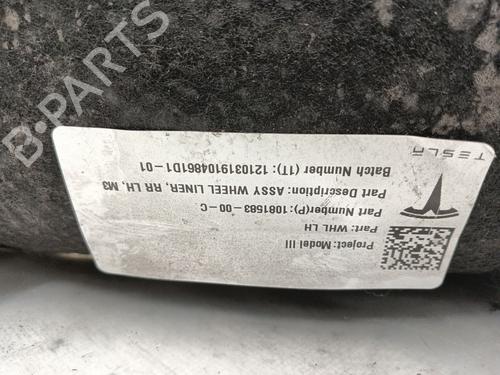 Project: Model III
Part: WHL LH
Part Number(P): 1081583-00-C
Part Description: ASSY WHEEL LINER, RR LH, M3
Batch Number (1T): 1210319104861D1-01
TESLA
B-PARTS